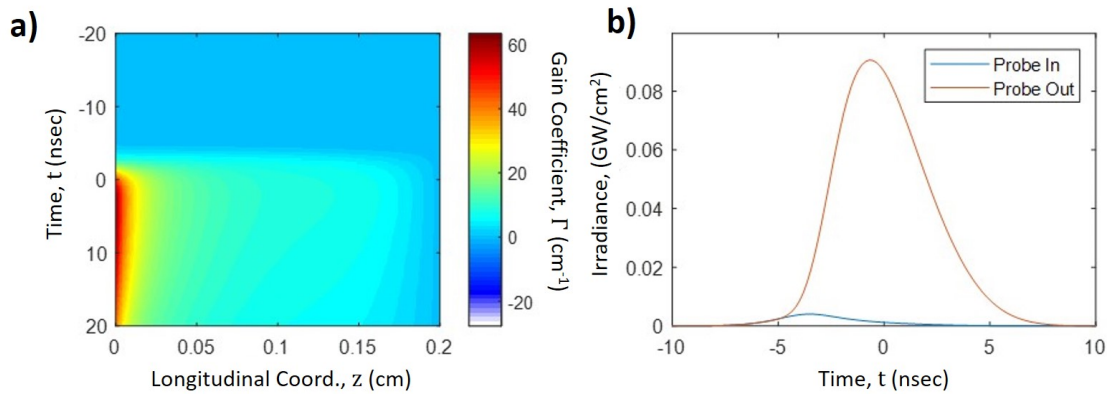 a)
-20
-10
0
10
20
Time, t (nsec)
0
0.05
0.1
0.15
0.2
Longitudinal Coord., z (cm)
60
40
20
0
-20
Gain Coefficient, Γ (cm-1)
b)
0.08
0.06
0.04
0.02
0
Irradiance, (GW/cm2)
Probe In
Probe Out
-10
-5
0
5
10
Time, t (nsec)